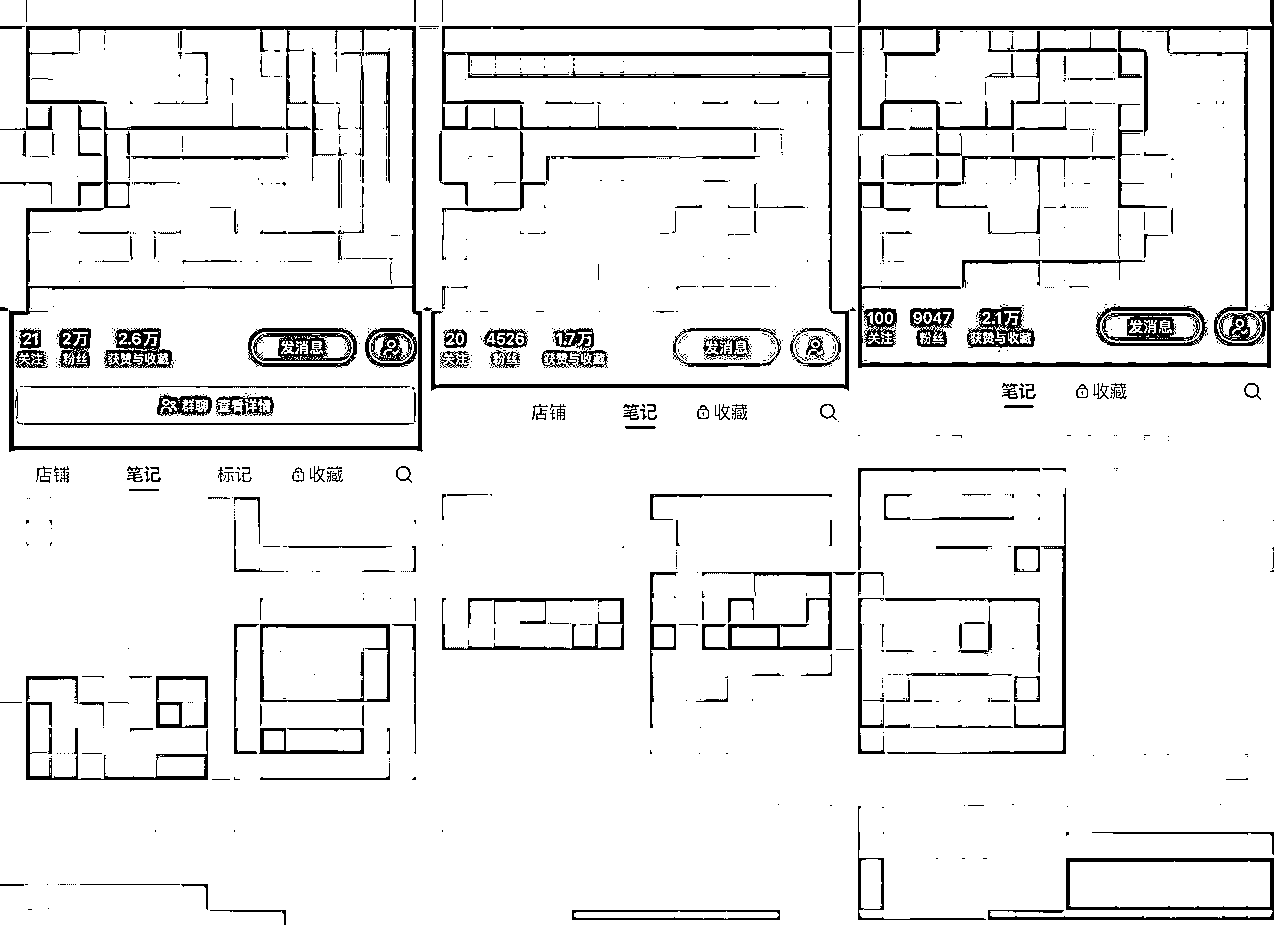 21 2万 2.6万
关注 粉丝 获赞与收藏 发消息
群聊 查看详情
店铺 笔记 标记 收藏
20 4526 1.7万
关注 粉丝 获赞与收藏 发消息
店铺 笔记 收藏
100 9047 2.1万
关注 粉丝 获赞与收藏 发消息
笔记 收藏